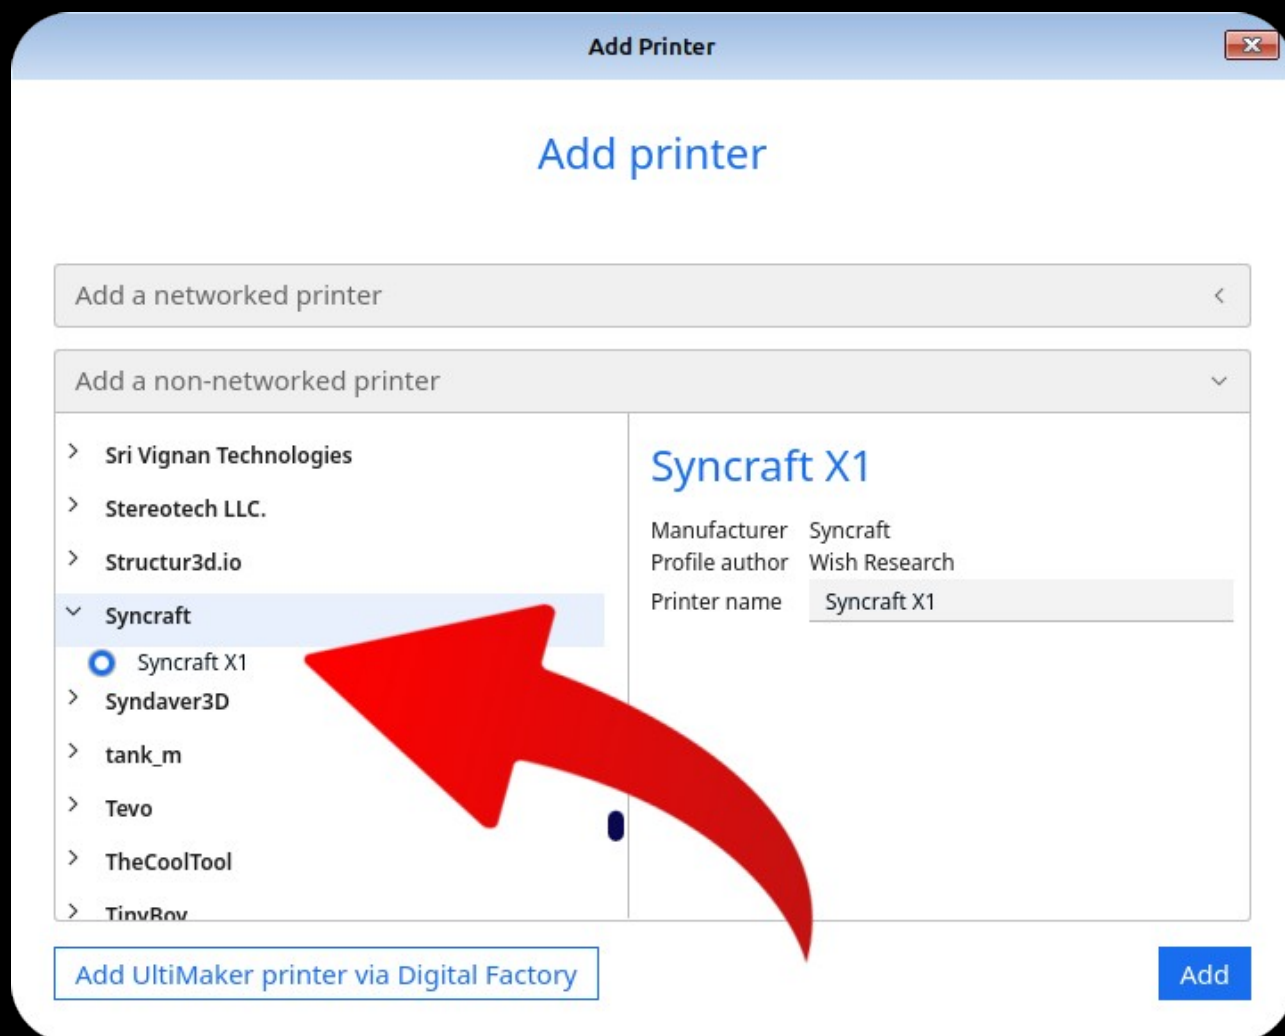 Add Printer
Add printer
Add a networked printer
Add a non-networked printer
Sri Vignan Technologies
Stereotech LLC.
Structur3d.io
Syncraft
Syncraft X1
Syndaver3D
tank_m
Tevo
TheCoolTool
TinyBoy
Syncraft X1
Manufacturer Syncraft
Profile author Wish Research
Printer name Syncraft X1
Add UltiMaker printer via Digital Factory
Add